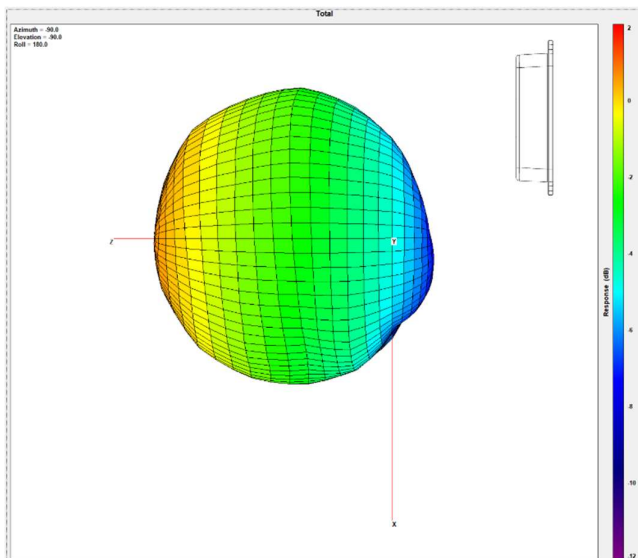 Total
Azimuth = -90.0
Elevation = -90.0
Roll = 180.0
2
0
-2
-4
-6
-8
-10
-12
Response (dB)
Z
Y
X